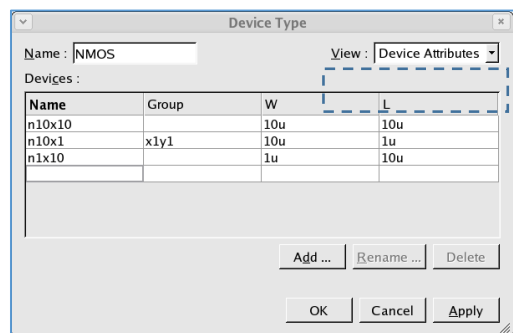 Device Type
Name : NMOS View : Device Attributes
Devices :
Name Group W L
n10x10 10u 10u
n10x1 x1y1 10u 1u
n1x10 1u 10u
Add ... Rename ... Delete
OK Cancel Apply